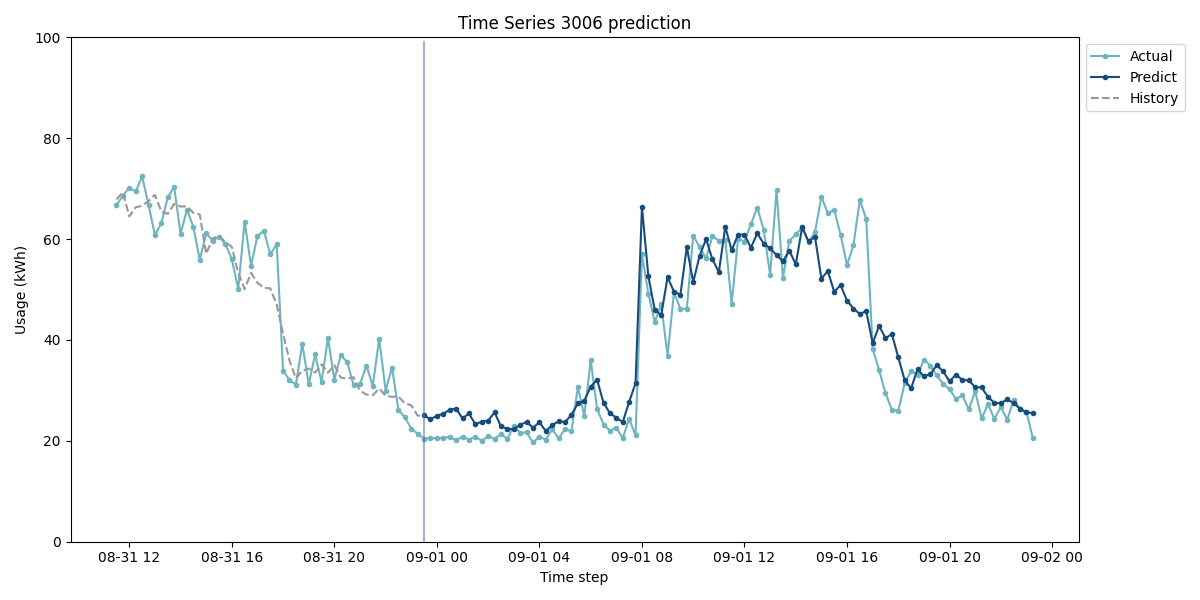 Time Series 3006 prediction
100
80
60
40
20
0
Usage (kWh)
08-31 12
08-31 16
08-31 20
09-01 00
09-01 04
09-01 08
09-01 12
09-01 16
09-01 20
09-02 00
Time step
Actual
Predict
History